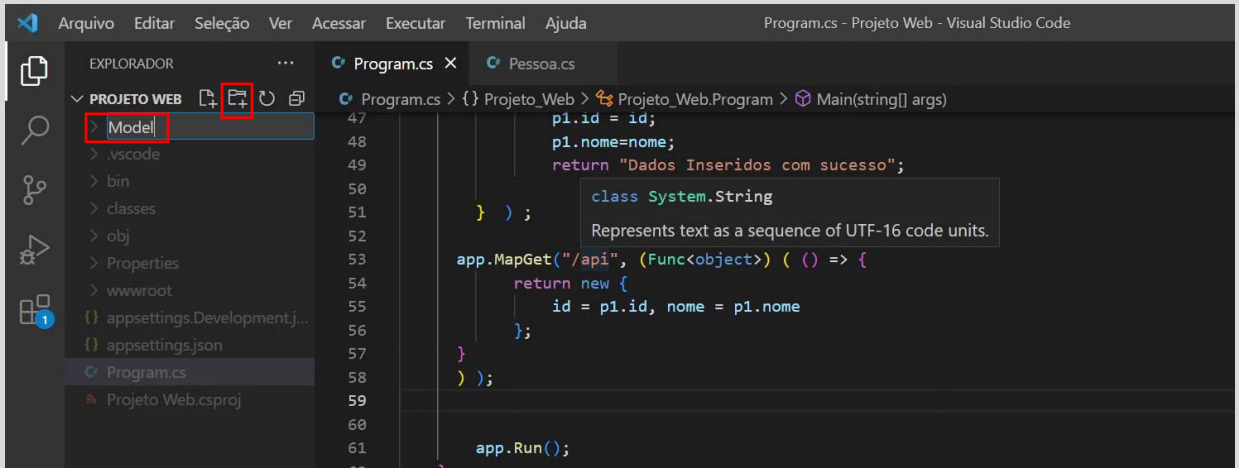 Arquivo Editar Seleção Ver Acessar Executar Terminal Ajuda Program.cs - Projeto Web - Visual Studio Code
EXPLORADOR ...
PROJETO WEB
Model
.vscode
bin
classes
obj
Properties
wwwroot
{} appsettings.Development.j...
{} appsettings.json
C# Program.cs
Projeto Web.csproj
1
C# Program.cs X C# Pessoa.cs
C# Program.cs > {} Projeto_Web > Projeto_Web.Program > Main(string[] args)
47 p1.id = id;
48 p1.nome=nome;
49 return "Dados Inseridos com sucesso";
50
class System.String
51 } ) ;
Represents text as a sequence of UTF-16 code units.
52
53 app.MapGet("/api", (Func<object>) ( () => {
54 return new {
55 id = p1.id, nome = p1.nome
56 };
57 }
58 ) );
59
60
61 app.Run();